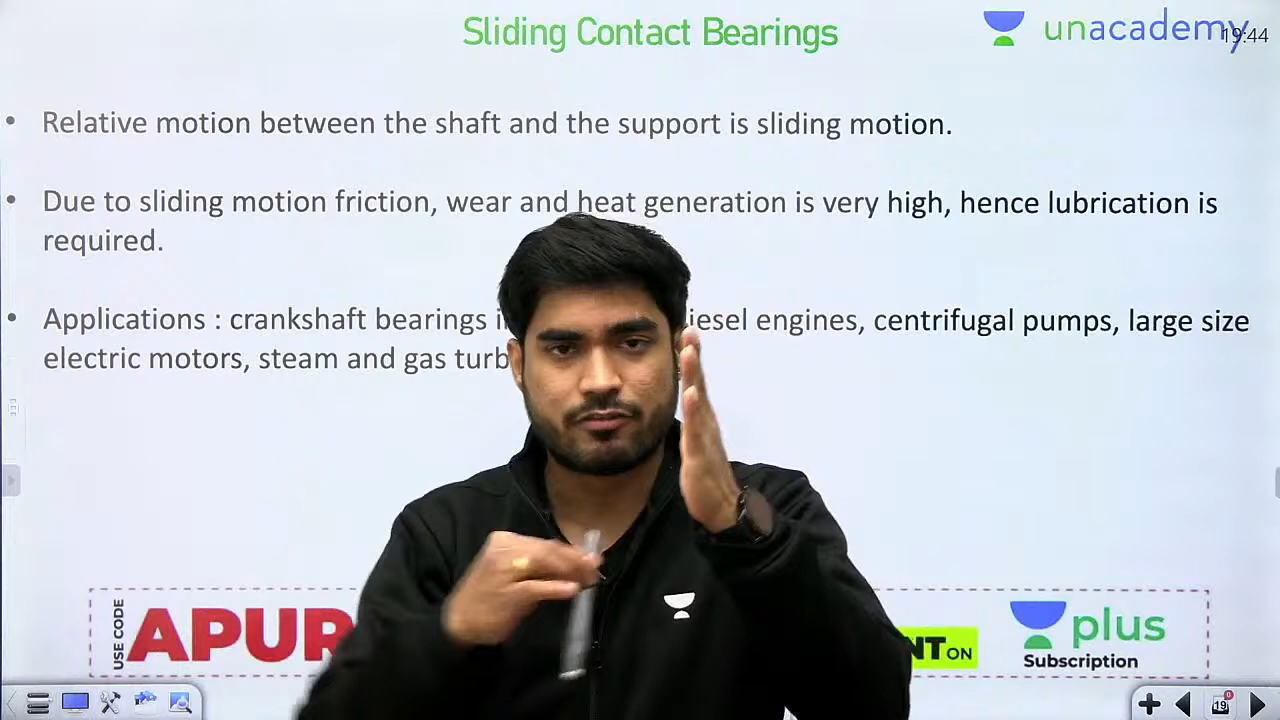 Sliding Contact Bearings
unacademy
19:44
• Relative motion between the shaft and the support is sliding motion.
• Due to sliding motion friction, wear and heat generation is very high, hence lubrication is
required.
• Applications : crankshaft bearings iesel engines, centrifugal pumps, large size
electric motors, steam and gas turb
USE CODE
APUR
NT ON
plus
Subscription
19